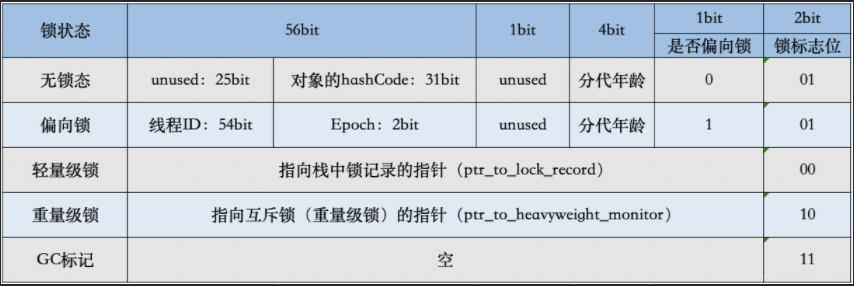 锁状态 56bit 1bit 4bit 1bit 2bit
是否偏向锁 锁标志位
无锁态 unused：25bit 对象的hashCode：31bit unused 分代年龄 0 01
偏向锁 线程ID：54bit Epoch：2bit unused 分代年龄 1 01
轻量级锁 指向栈中锁记录的指针（ptr_to_lock_record） 00
重量级锁 指向互斥锁（重量级锁）的指针（ptr_to_heavyweight_monitor） 10
GC标记 空 11